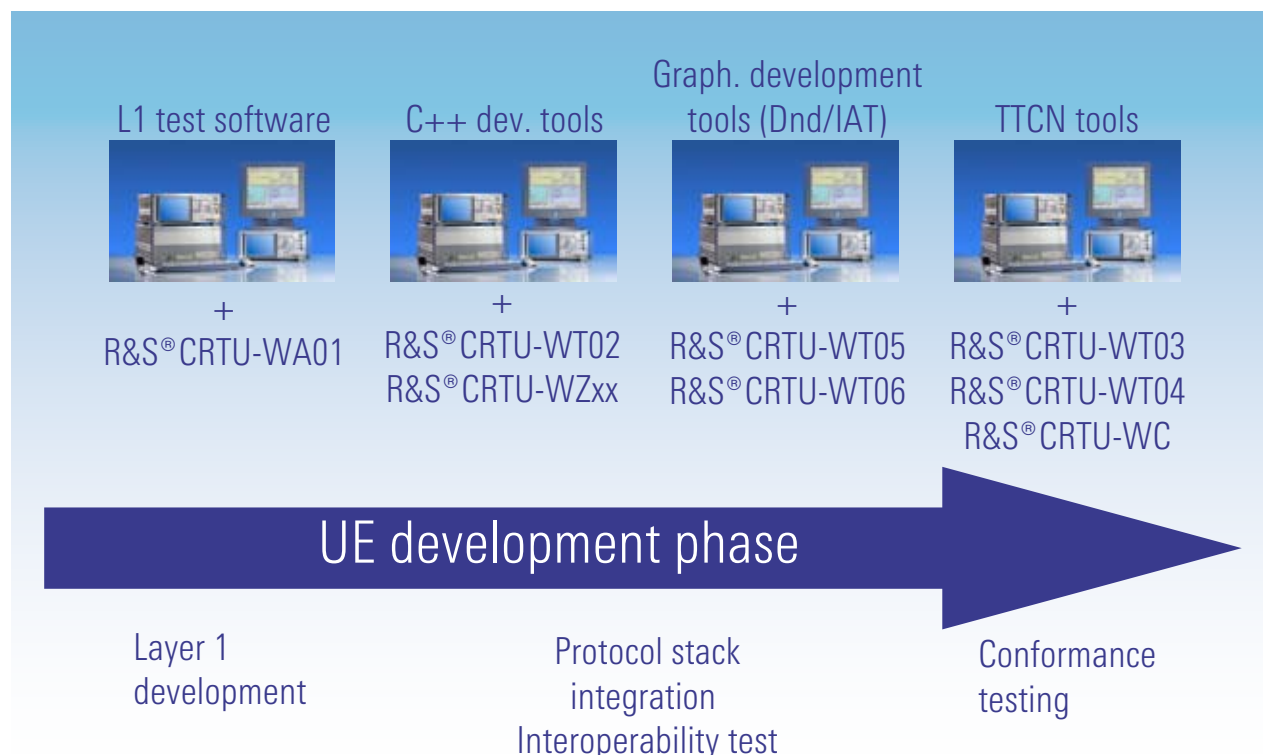 L1 test software
+
R&S®CRTU-WA01
C++ dev. tools
+
R&S®CRTU-WT02
R&S®CRTU-WZxx
Graph. development
tools (Dnd/IAT)
+
R&S®CRTU-WT05
R&S®CRTU-WT06
TTCN tools
+
R&S®CRTU-WT03
R&S®CRTU-WT04
R&S®CRTU-WC
UE development phase
Layer 1
development
Protocol stack
integration
Interoperability test
Conformance
testing